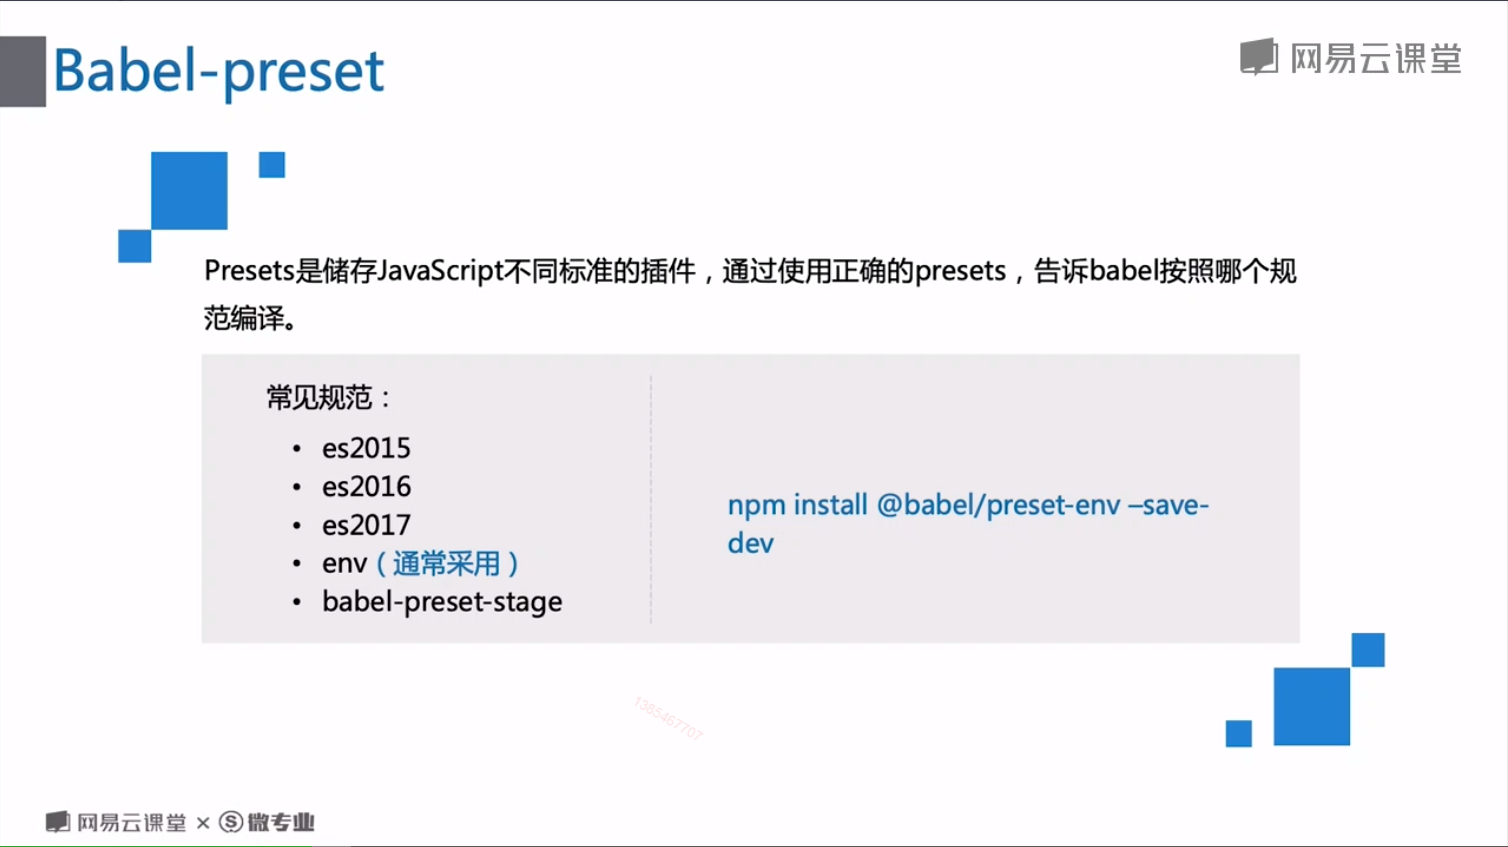 Babel-preset
网易云课堂
Presets是储存JavaScript不同标准的插件，通过使用正确的presets，告诉babel按照哪个规
范编译。
常见规范：
• es2015
• es2016
• es2017
• env（通常采用）
• babel-preset-stage
npm install @babel/preset-env –save-
dev
1385467707
网易云课堂 × Ⓢ微专业